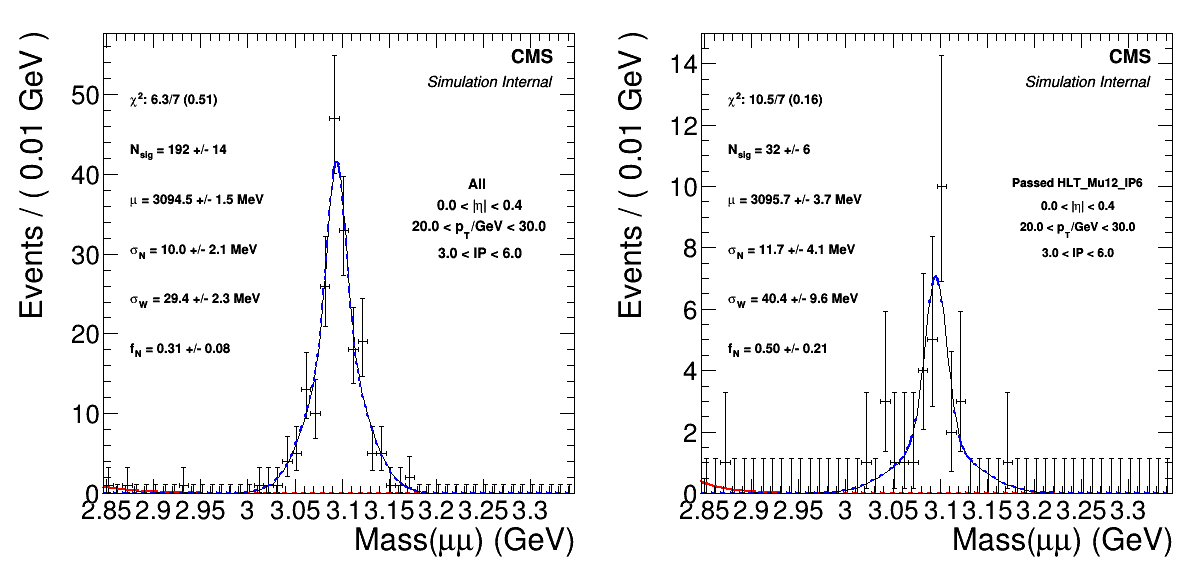 CMS
Simulation Internal
χ²: 6.3/7 (0.51)
N_sig = 192 +/- 14
μ = 3094.5 +/- 1.5 MeV
σ_N = 10.0 +/- 2.1 MeV
σ_W = 29.4 +/- 2.3 MeV
f_N = 0.31 +/- 0.08
All
0.0 < |η| < 0.4
20.0 < p_T/GeV < 30.0
3.0 < IP < 6.0
Events / ( 0.01 GeV )
50
40
30
20
10
0
2.85 2.9 2.95 3 3.05 3.1 3.15 3.2 3.25 3.3
Mass(μμ) (GeV)
CMS
Simulation Internal
χ²: 10.5/7 (0.16)
N_sig = 32 +/- 6
μ = 3095.7 +/- 3.7 MeV
σ_N = 11.7 +/- 4.1 MeV
σ_W = 40.4 +/- 9.6 MeV
f_N = 0.50 +/- 0.21
Passed HLT_Mu12_IP6
0.0 < |η| < 0.4
20.0 < p_T/GeV < 30.0
3.0 < IP < 6.0
Events / ( 0.01 GeV )
14
12
10
8
6
4
2
0
2.85 2.9 2.95 3 3.05 3.1 3.15 3.2 3.25 3.3
Mass(μμ) (GeV)